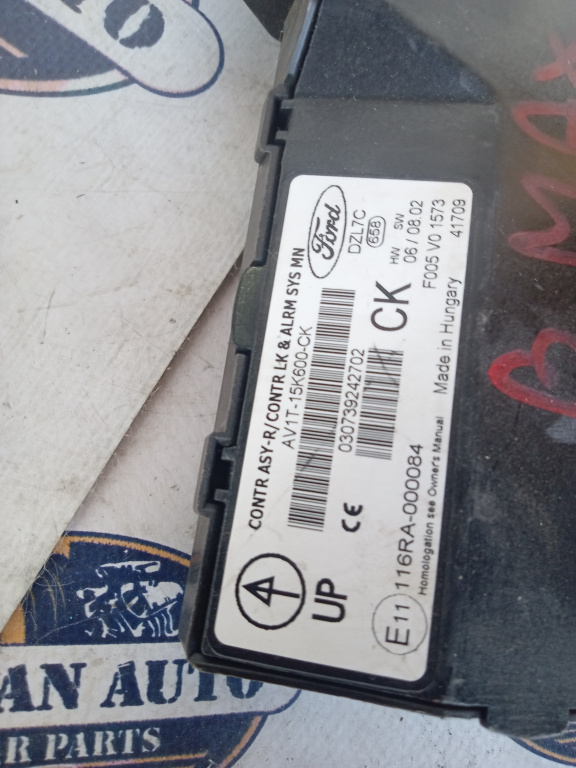 Ford
DZL7C
658
HW SW
06 / 08.02
F005 V0 1573
41709
CONTR ASY-R/CONTR LK & ALRM SYS MN
AV1T-15K600-CK
030739242702
CK
Made in Hungary
CE
UP
E11
116RA-000084
Homologation see Owner's Manual
B MAX
AN AUTO
R PARTS